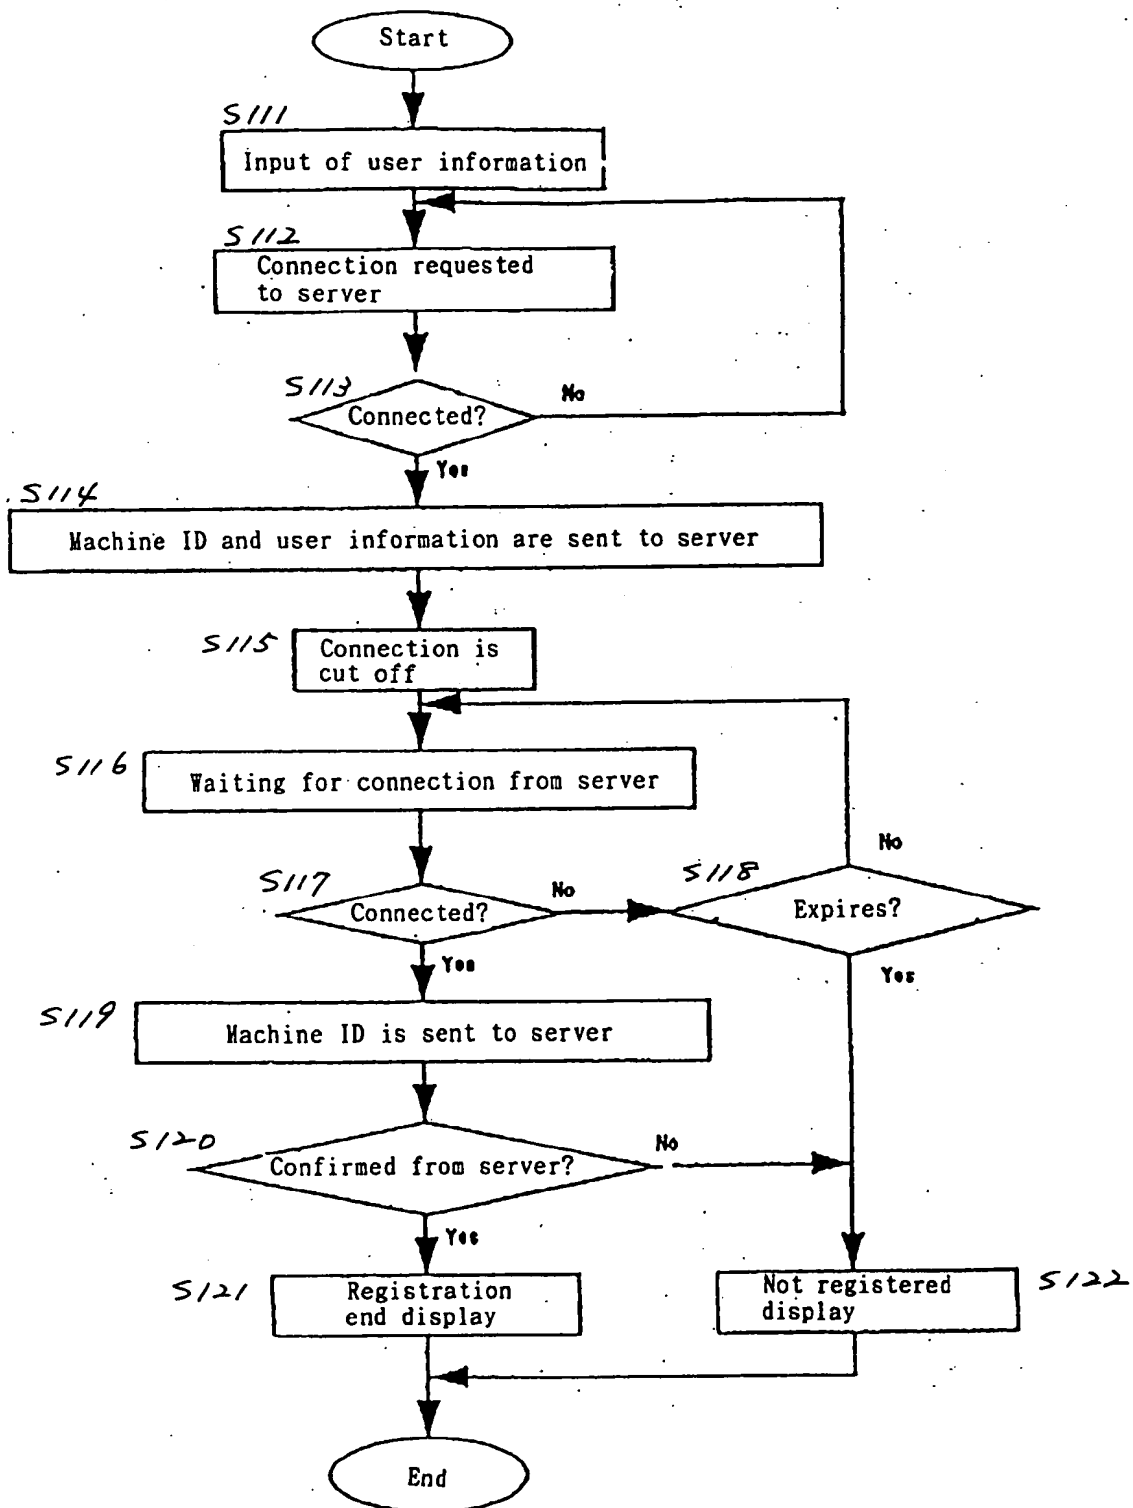 Start
S111
Input of user information
S112
Connection requested
to server
S113
Connected?
No
Yes
S114
Machine ID and user information are sent to server
S115
Connection is
cut off
S116
Waiting for connection from server
No
S117
Connected?
No
S118
Expires?
Yes
Yes
S119
Machine ID is sent to server
S120
Confirmed from server?
No
Yes
S121
Registration
end display
Not registered
display
S122
End